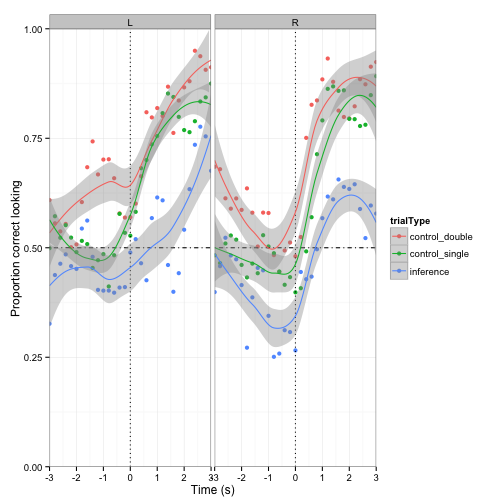 L R
1.00
0.75
0.50
0.25
0.00
Proportion correct looking
-3 -2 -1 0 1 2 3 -3 -2 -1 0 1 2 3
Time (s)
trialType
control_double
control_single
inference